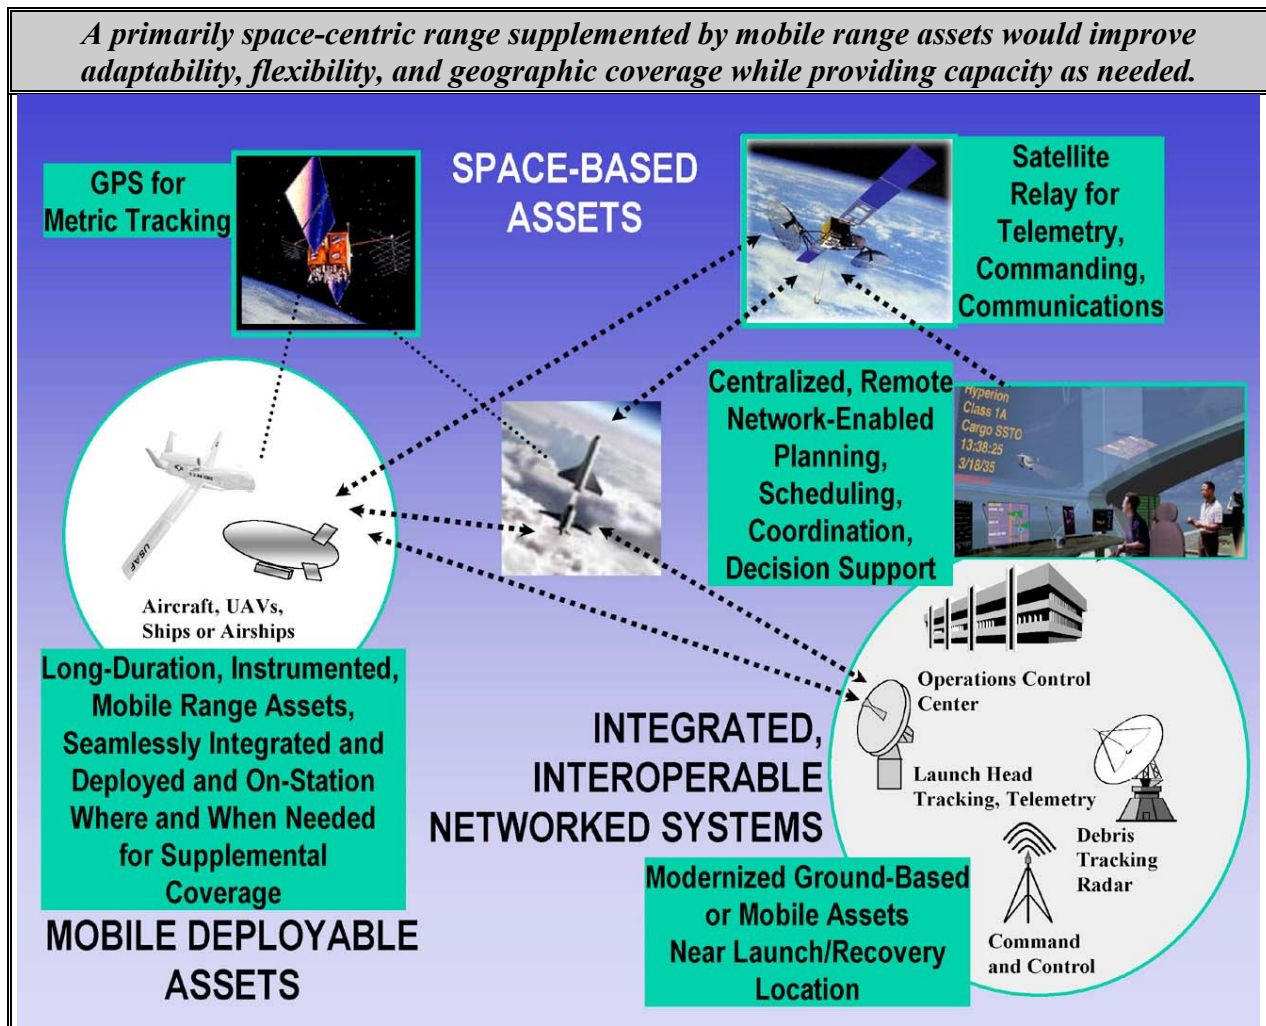 A primarily space-centric range supplemented by mobile range assets would improve
adaptability, flexibility, and geographic coverage while providing capacity as needed.
GPS for
Metric Tracking
SPACE-BASED
ASSETS
Satellite
Relay for
Telemetry,
Commanding,
Communications
Centralized, Remote
Network-Enabled
Planning,
Scheduling,
Coordination,
Decision Support
Hyperion
Class 1A
Cargo SSTO
13:38:25
3/18/35
USAF
Aircraft, UAVs,
Ships or Airships
Long-Duration, Instrumented,
Mobile Range Assets,
Seamlessly Integrated and
Deployed and On-Station
Where and When Needed
for Supplemental
Coverage
MOBILE DEPLOYABLE
ASSETS
INTEGRATED,
INTEROPERABLE
NETWORKED SYSTEMS
Operations Control
Center
Launch Head
Tracking, Telemetry
Debris
Tracking
Radar
Command
and Control
Modernized Ground-Based
or Mobile Assets
Near Launch/Recovery
Location